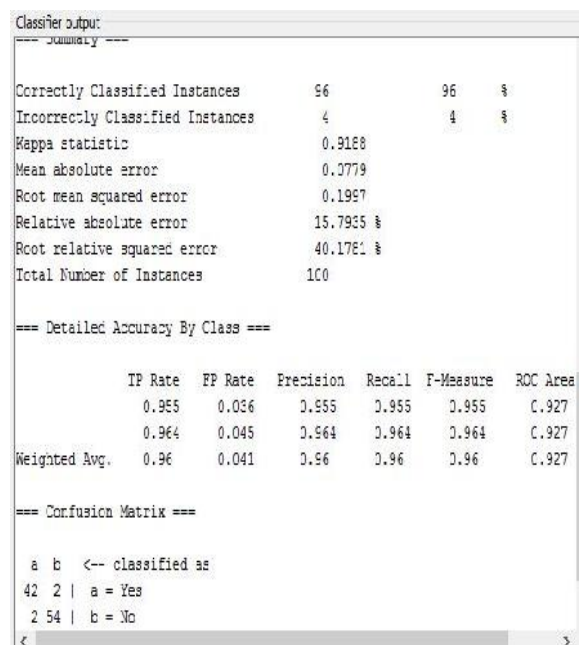 Classifier output
=== Summary ===
Correctly Classified Instances 96 96 %
Incorrectly Classified Instances 4 4 %
Kappa statistic 0.9188
Mean absolute error 0.0779
Root mean squared error 0.1997
Relative absolute error 15.7935 %
Root relative squared error 40.1781 %
Total Number of Instances 100
=== Detailed Accuracy By Class ===
TP Rate FP Rate Precision Recall F-Measure ROC Area
0.955 0.036 0.955 0.955 0.955 0.927
0.964 0.045 0.964 0.964 0.964 0.927
Weighted Avg. 0.96 0.041 0.96 0.96 0.96 0.927
=== Confusion Matrix ===
a b <-- classified as
42 2 | a = Yes
2 54 | b = No